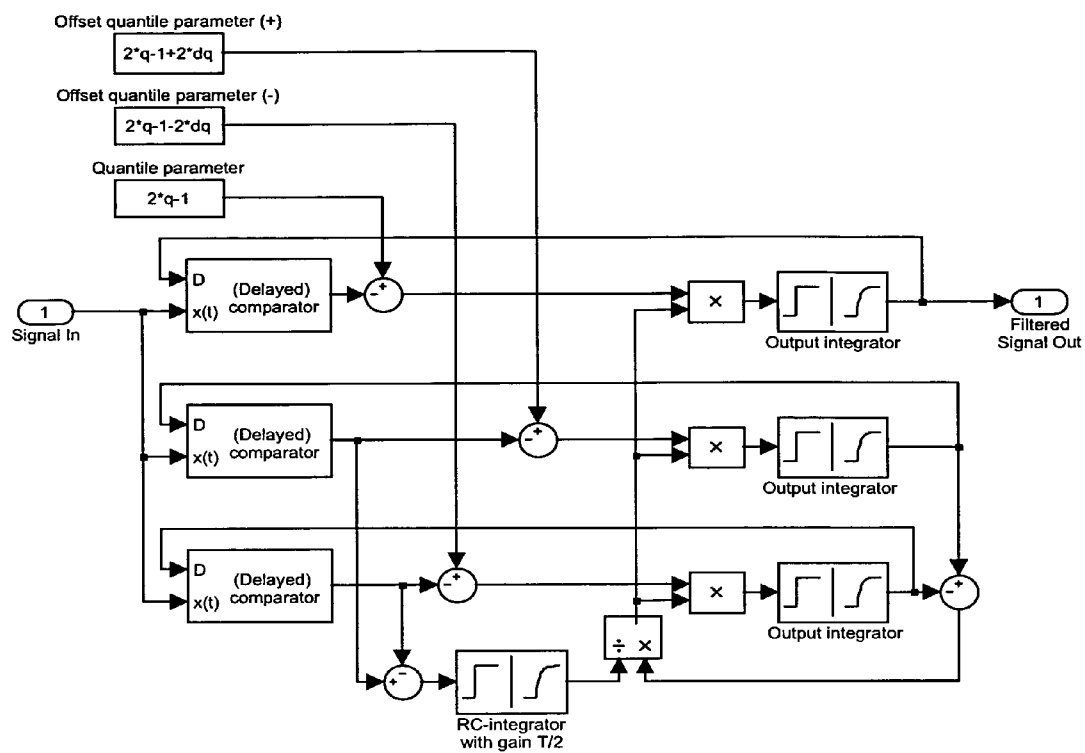 Offset quantile parameter (+)
2*q-1+2*dq
Offset quantile parameter (-)
2*q-1-2*dq
Quantile parameter
2*q-1
D
(Delayed)
comparator
x(t)
-
+
×
Output integrator
1
Signal In
1
Filtered
Signal Out
D
(Delayed)
comparator
x(t)
-
+
×
Output integrator
D
(Delayed)
comparator
x(t)
-
+
×
Output integrator
-
+
÷ ×
+
-
RC-integrator
with gain T/2